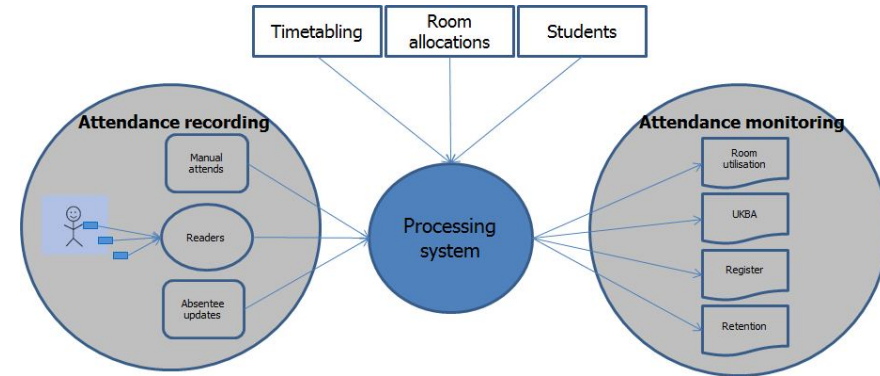 Timetabling
Room
allocations
Students
Attendance recording
Manual
attends
Readers
Absentee
updates
Processing
system
Attendance monitoring
Room
utilisation
UKBA
Register
Retention